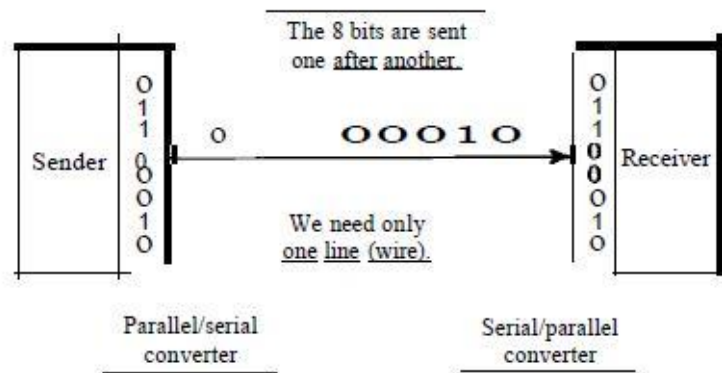 The 8 bits are sent
one after another.
0
1
1
0
0
0
1
0
Sender
0 00010
0
1
1
0
0
0
1
0
Receiver
We need only
one line (wire).
Parallel/serial
converter
Serial/parallel
converter